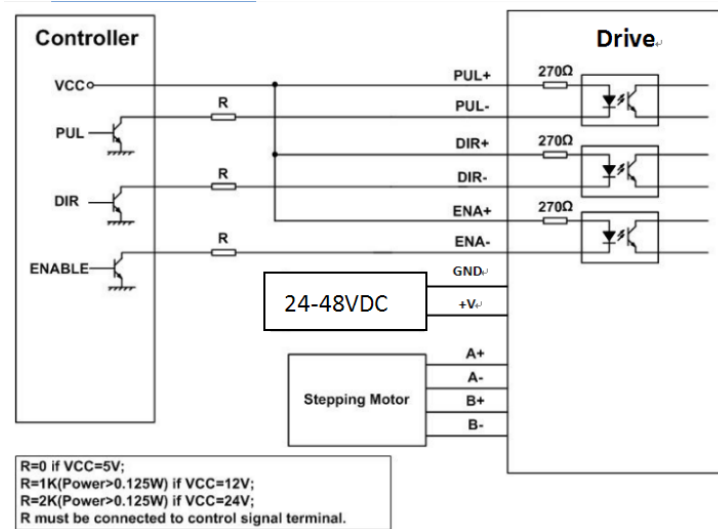 Controller
Drive
VCC
PUL+
270Ω
R
PUL-
PUL
DIR+
270Ω
R
DIR-
DIR
ENA+
270Ω
R
ENA-
ENABLE
GND
24-48VDC
+V
A+
A-
Stepping Motor
B+
B-
R=0 if VCC=5V;
R=1K(Power>0.125W) if VCC=12V;
R=2K(Power>0.125W) if VCC=24V;
R must be connected to control signal terminal.